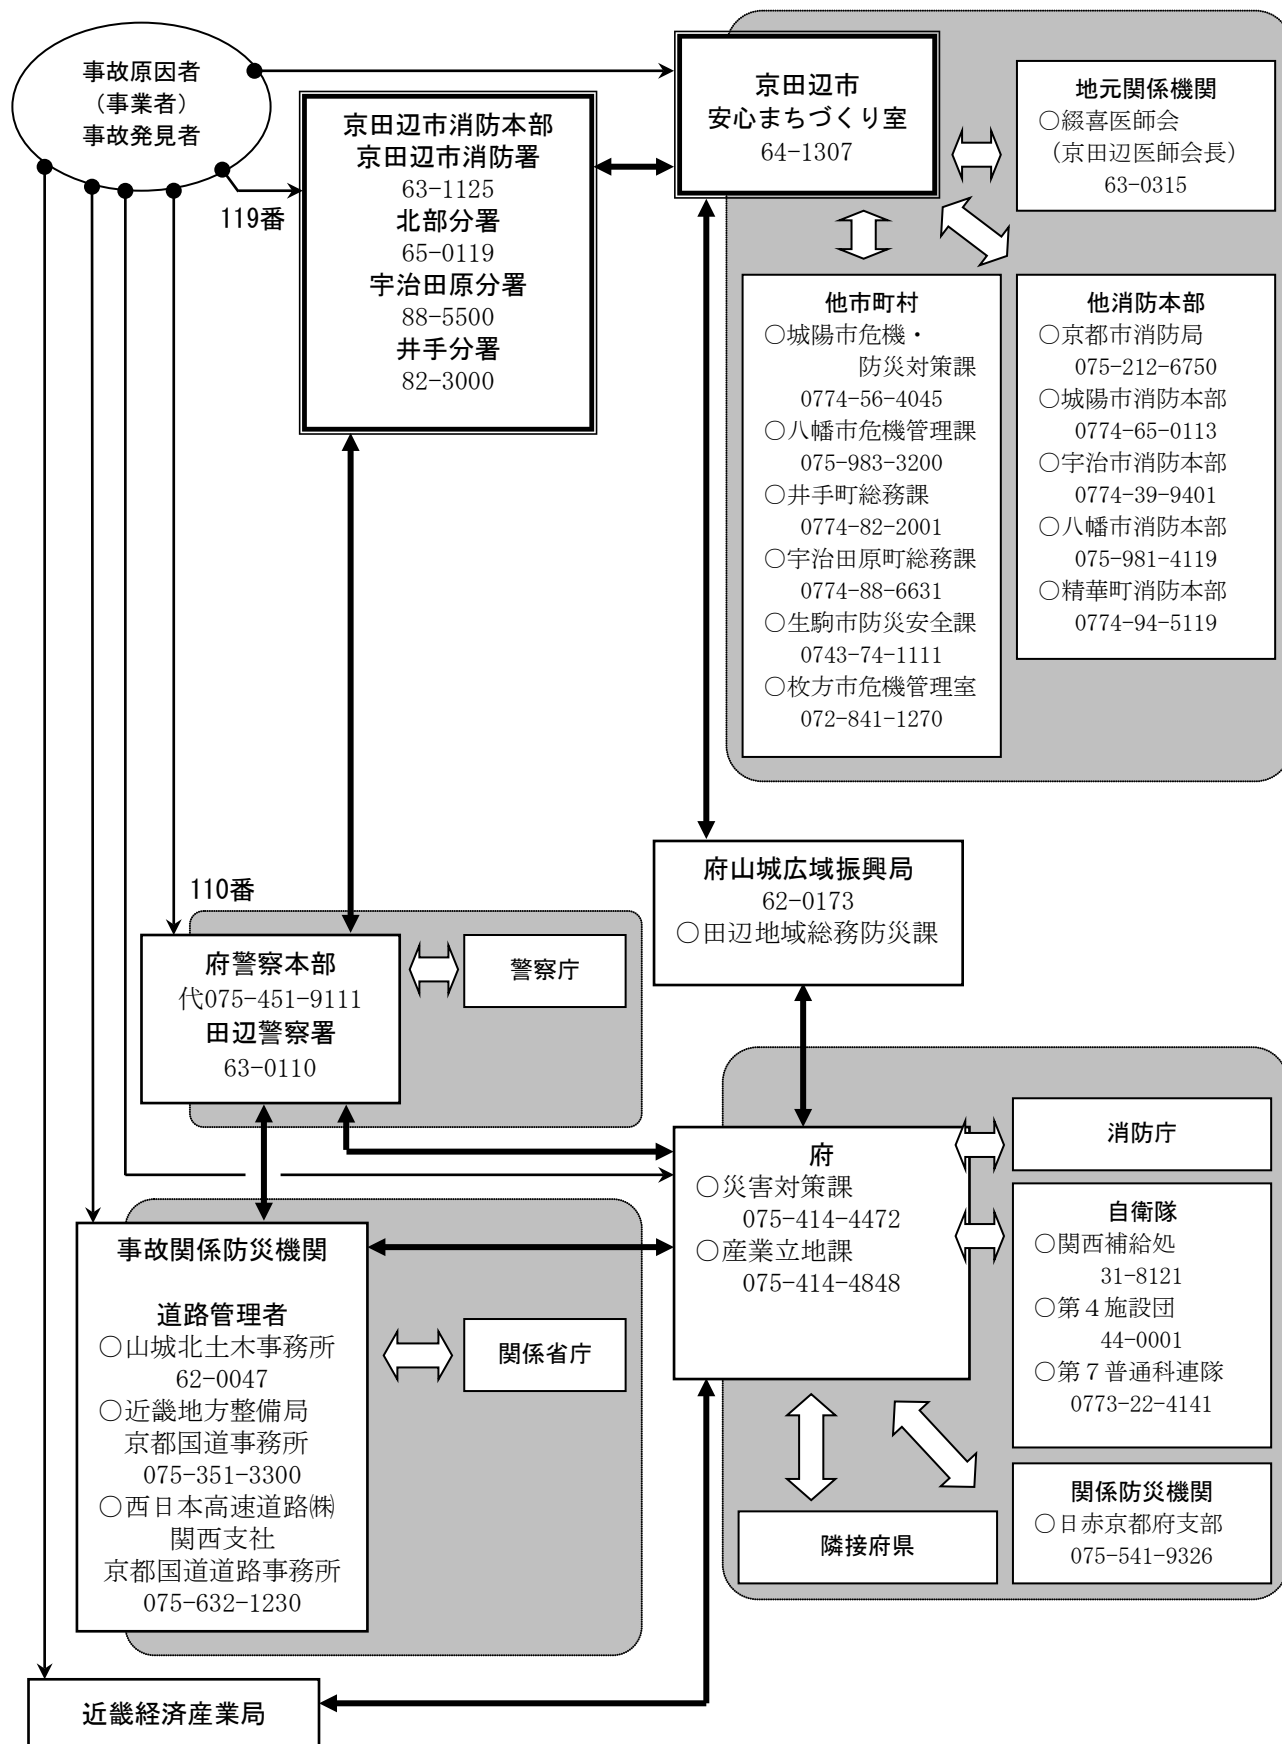 事故原因者
（事業者）
事故発見者
119番
京田辺市消防本部
京田辺市消防署
63-1125
北部分署
65-0119
宇治田原分署
88-5500
井手分署
82-3000
京田辺市
安心まちづくり室
64-1307
地元関係機関
○綴喜医師会
（京田辺医師会長）
63-0315
他市町村
○城陽市危機・
防災対策課
0774-56-4045
○八幡市危機管理課
075-983-3200
○井手町総務課
0774-82-2001
○宇治田原町総務課
0774-88-6631
○生駒市防災安全課
0743-74-1111
○枚方市危機管理室
072-841-1270
他消防本部
○京都市消防局
075-212-6750
○城陽市消防本部
0774-65-0113
○宇治市消防本部
0774-39-9401
○八幡市消防本部
075-981-4119
○精華町消防本部
0774-94-5119
府山城広域振興局
62-0173
○田辺地域総務防災課
110番
府警察本部
代075-451-9111
田辺警察署
63-0110
警察庁
府
○災害対策課
075-414-4472
○産業立地課
075-414-4848
消防庁
自衛隊
○関西補給処
31-8121
○第４施設団
44-0001
○第７普通科連隊
0773-22-4141
関係防災機関
○日赤京都府支部
075-541-9326
隣接府県
事故関係防災機関
道路管理者
○山城北土木事務所
62-0047
○近畿地方整備局
京都国道事務所
075-351-3300
○西日本高速道路㈱
関西支社
京都国道道路事務所
075-632-1230
関係省庁
近畿経済産業局